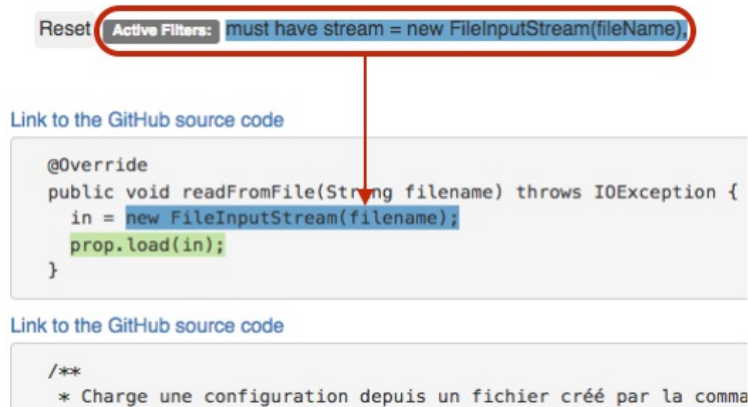 Reset Active Filters: must have stream = new FileInputStream(fileName),
Link to the GitHub source code
@Override
public void readFromFile(String filename) throws IOException {
in = new FileInputStream(filename);
prop.load(in);
}
Link to the GitHub source code
/**
* Charge une configuration depuis un fichier créé par la comma